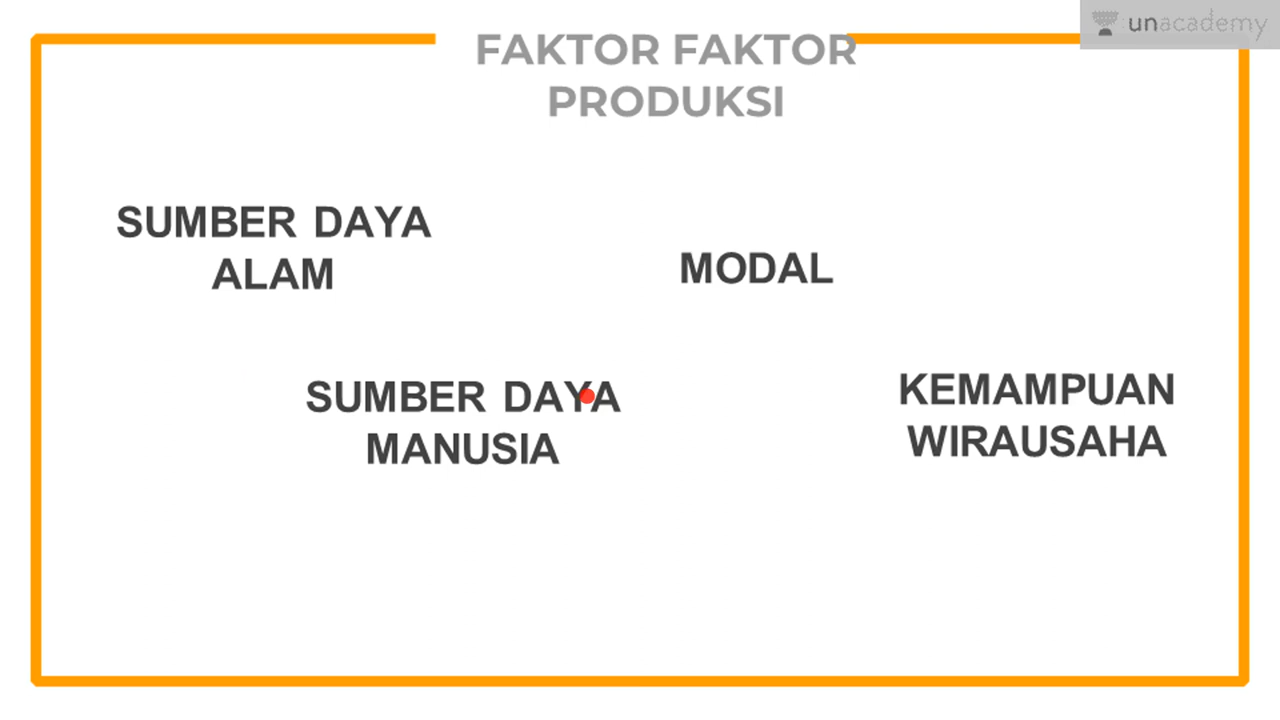 unacademy
FAKTOR FAKTOR
PRODUKSI
SUMBER DAYA
ALAM
MODAL
SUMBER DAYA
MANUSIA
KEMAMPUAN
WIRAUSAHA